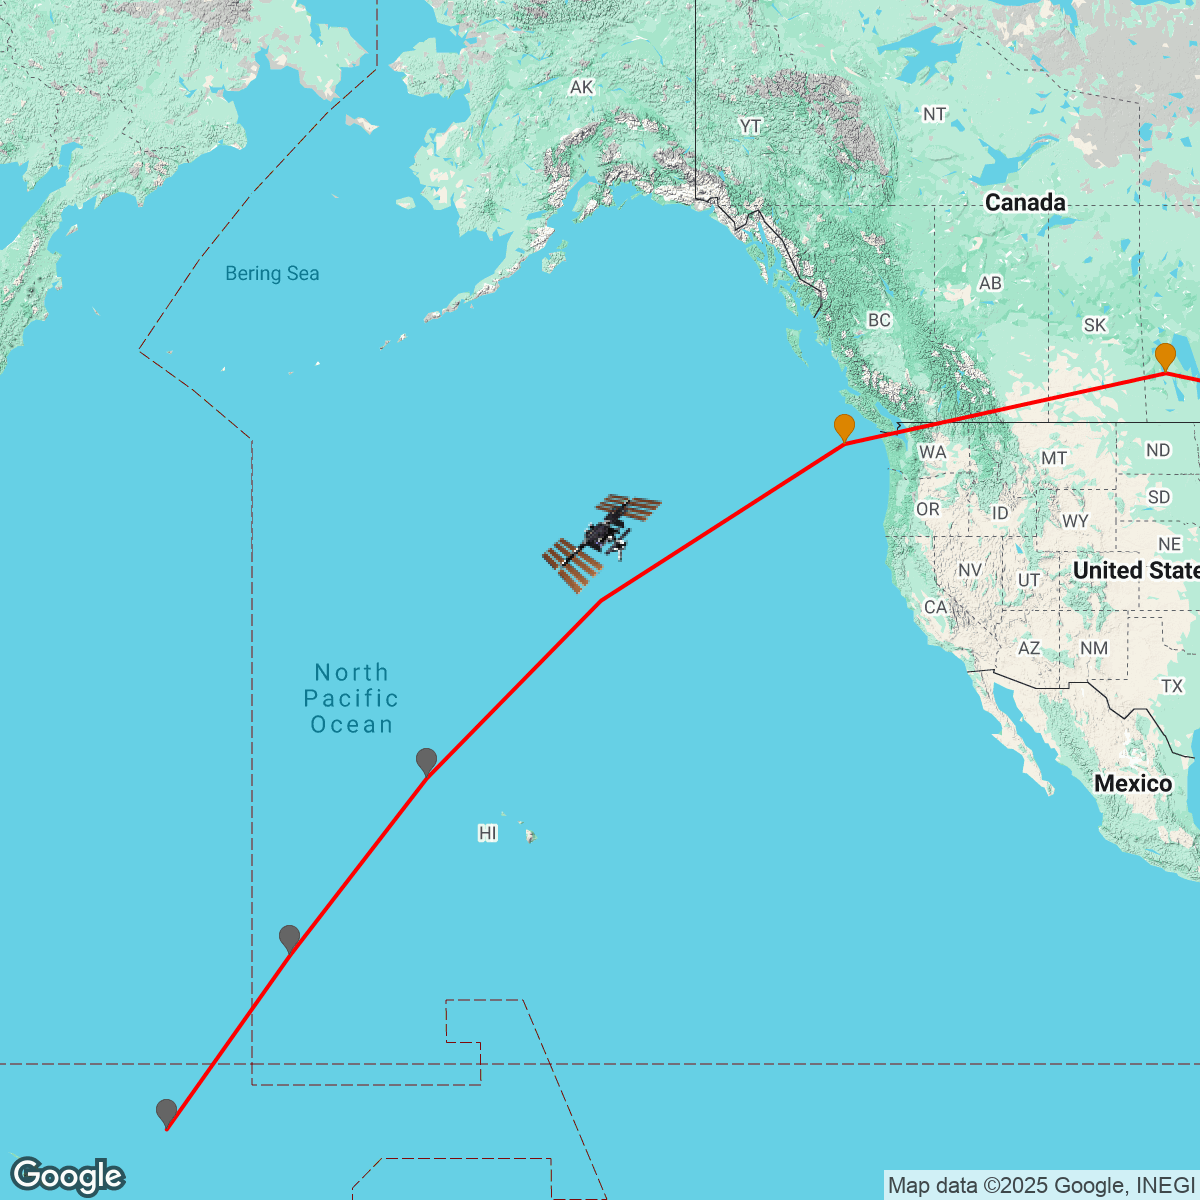 AK
YT
NT
Canada
Bering Sea
AB
BC
SK
WA
MT
ND
OR
ID
SD
WY
NE
NV
UT
United State
CA
AZ
NM
TX
North
Pacific
Ocean
Mexico
HI
Google
Map data ©2025 Google, INEGI